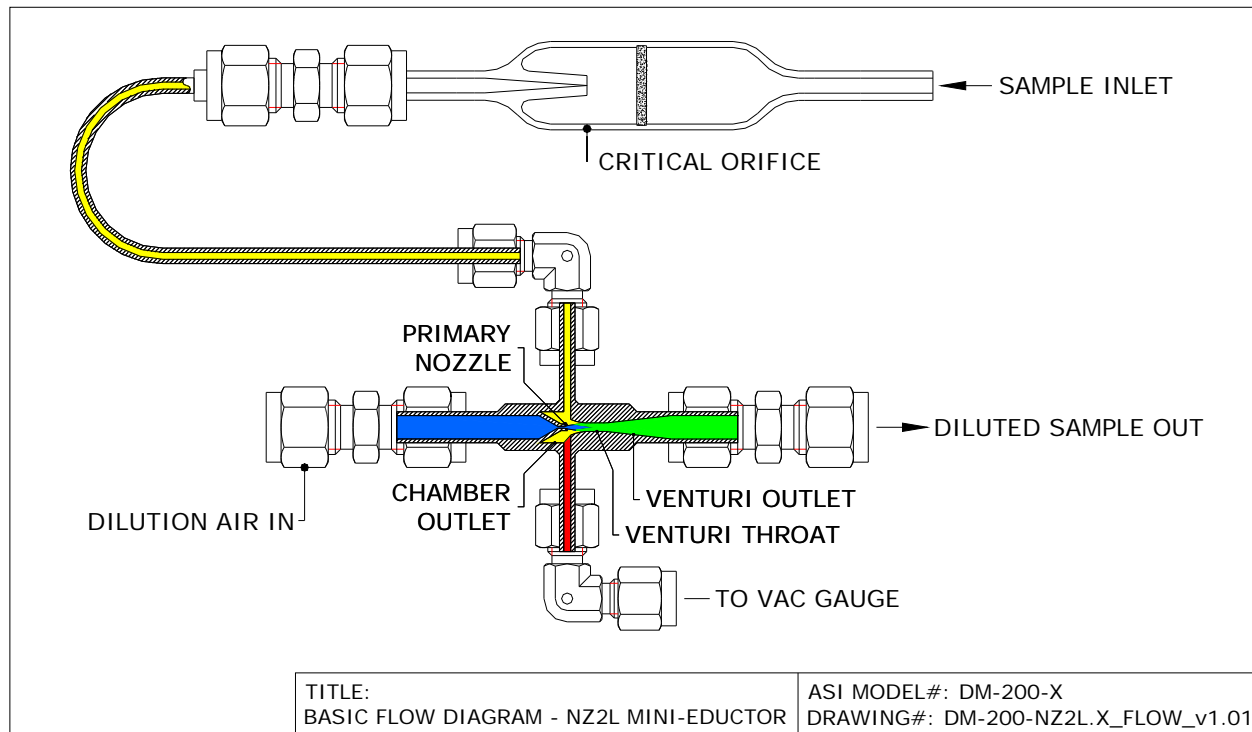 SAMPLE INLET
CRITICAL ORIFICE
PRIMARY
NOZZLE
DILUTED SAMPLE OUT
CHAMBER
OUTLET
VENTURI OUTLET
DILUTION AIR IN
VENTURI THROAT
TO VAC GAUGE
TITLE:
BASIC FLOW DIAGRAM - NZ2L MINI-EDUCTOR
ASI MODEL#: DM-200-X
DRAWING#: DM-200-NZ2L.X_FLOW_v1.01